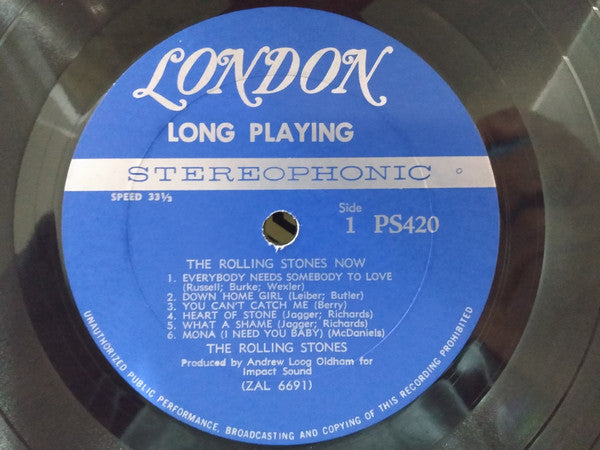 LONDON
LONG PLAYING
STEREOPHONIC
SPEED 33⅓
Side
1 PS420
THE ROLLING STONES NOW
1. EVERYBODY NEEDS SOMEBODY TO LOVE
(Russell; Burke; Wexler)
2. DOWN HOME GIRL (Leiber; Butler)
3. YOU CAN'T CATCH ME (Berry)
4. HEART OF STONE (Jagger; Richards)
5. WHAT A SHAME (Jagger; Richards)
6. MONA (I NEED YOU BABY) (McDaniels)
THE ROLLING STONES
Produced by Andrew Loog Oldham for
Impact Sound
(ZAL 6691)
UNAUTHORIZED PUBLIC PERFORMANCE, BROADCASTING AND COPYING OF THIS RECORD PROHIBITED